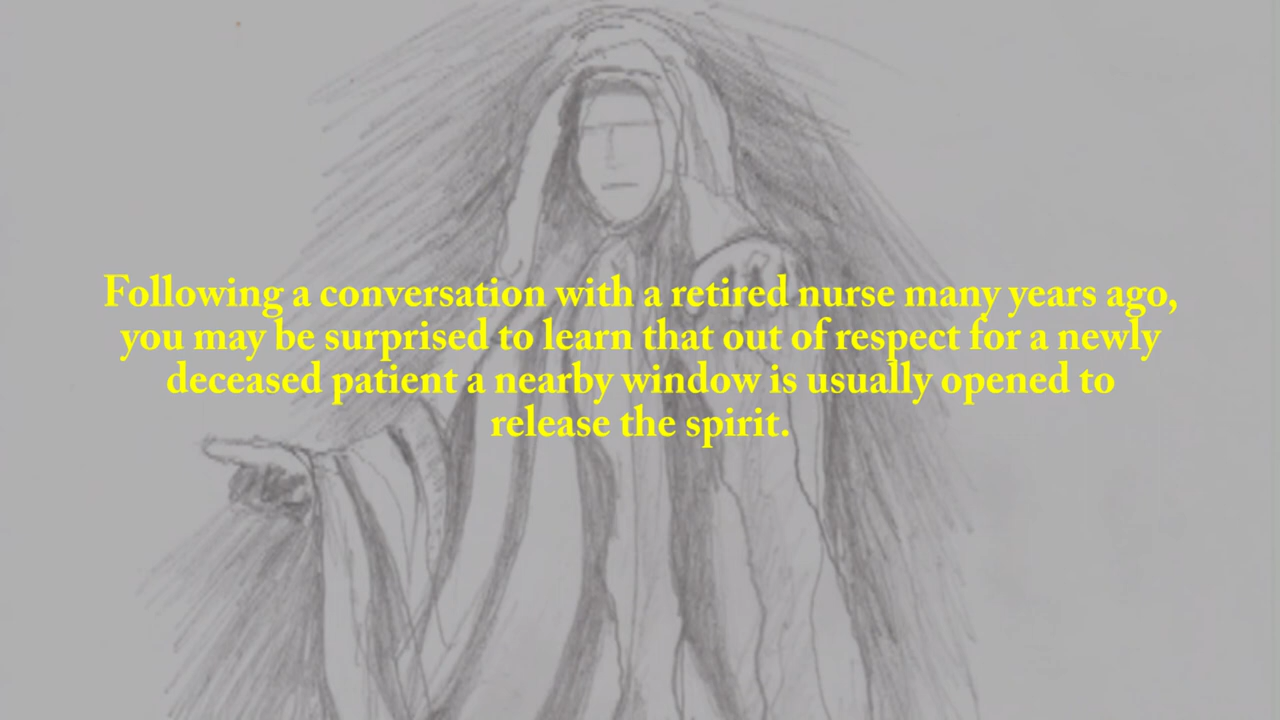 Following a conversation with a retired nurse many years ago,
you may be surprised to learn that out of respect for a newly
deceased patient a nearby window is usually opened to
release the spirit.